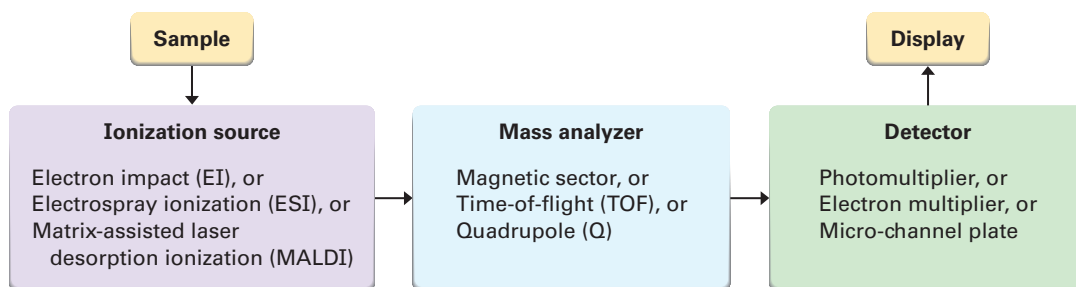 Sample
Display
Ionization source
Electron impact (EI), or
Electrospray ionization (ESI), or
Matrix-assisted laser
desorption ionization (MALDI)
Mass analyzer
Magnetic sector, or
Time-of-flight (TOF), or
Quadrupole (Q)
Detector
Photomultiplier, or
Electron multiplier, or
Micro-channel plate